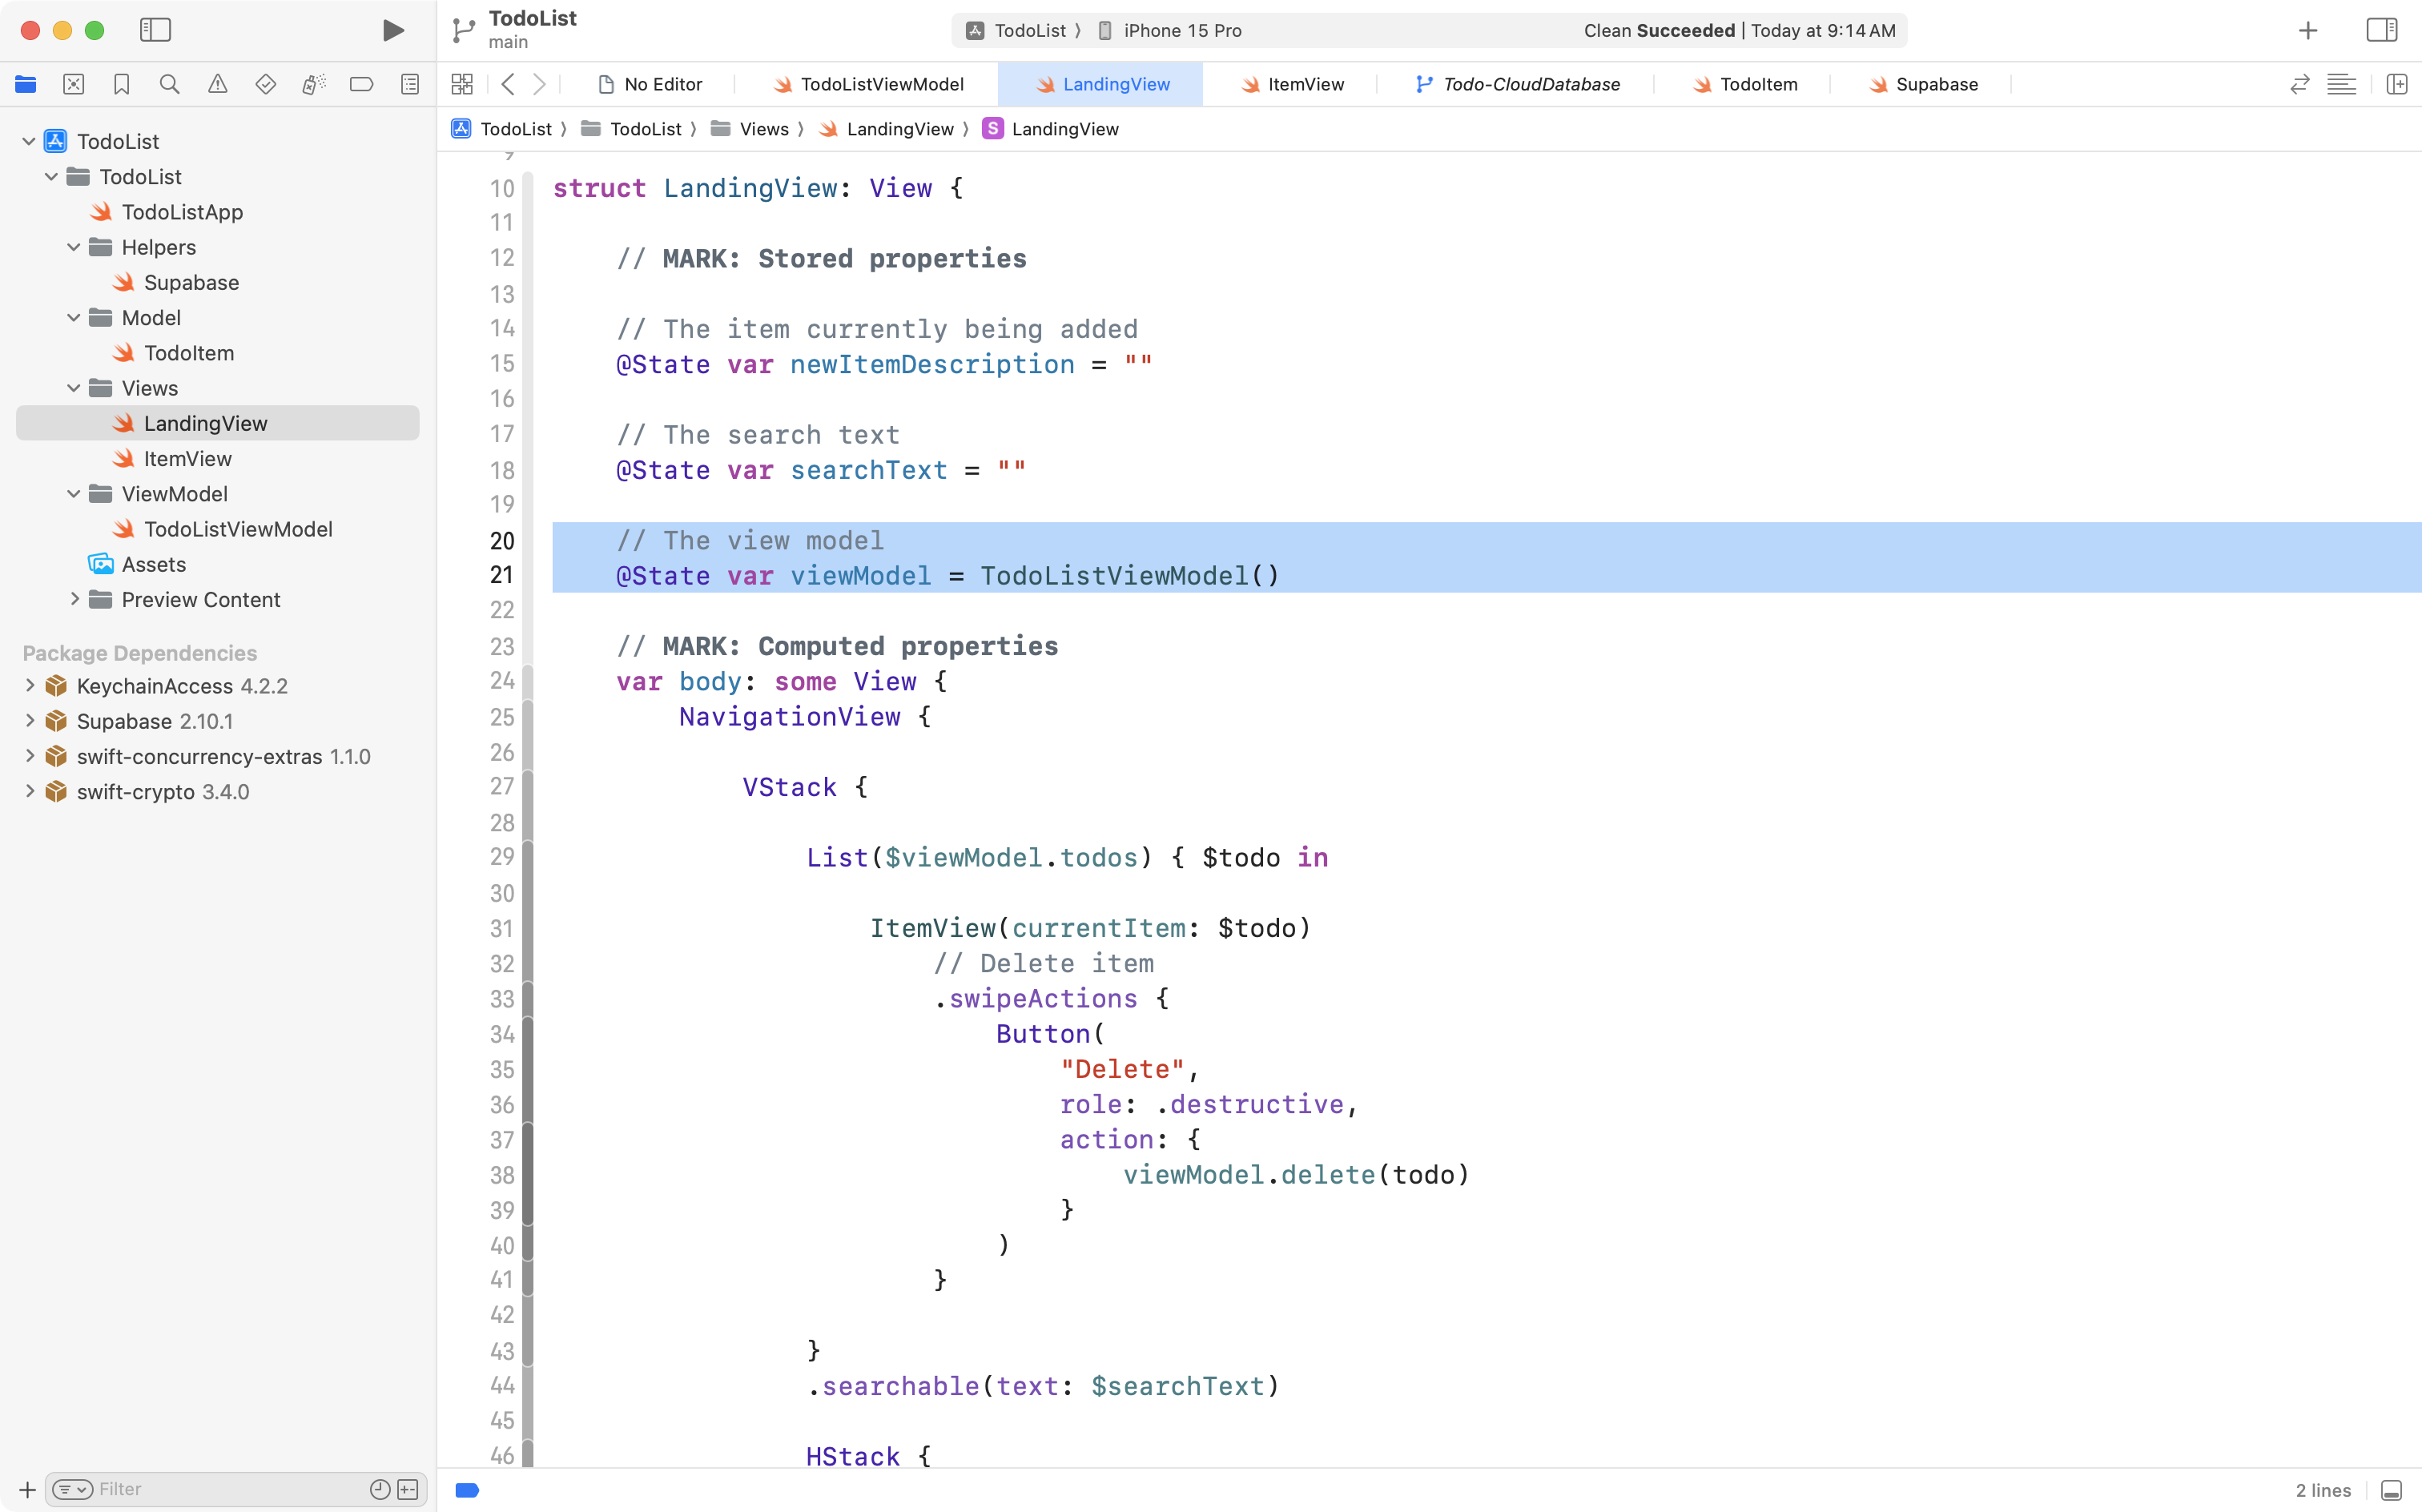 TodoList
main
TodoList ⟩ iPhone 15 Pro
Clean Succeeded | Today at 9:14 AM
No Editor
TodoListViewModel
LandingView
ItemView
Todo-CloudDatabase
TodoItem
Supabase
TodoList ⟩ TodoList ⟩ Views ⟩ LandingView ⟩ S LandingView
TodoList
TodoList
TodoListApp
Helpers
Supabase
Model
TodoItem
Views
LandingView
ItemView
ViewModel
TodoListViewModel
Assets
Preview Content
Package Dependencies
KeychainAccess 4.2.2
Supabase 2.10.1
swift-concurrency-extras 1.1.0
swift-crypto 3.4.0
Filter
9
10 struct LandingView: View {
11
12 // MARK: Stored properties
13
14 // The item currently being added
15 @State var newItemDescription = ""
16
17 // The search text
18 @State var searchText = ""
19
20 // The view model
21 @State var viewModel = TodoListViewModel()
22
23 // MARK: Computed properties
24 var body: some View {
25 NavigationView {
26
27 VStack {
28
29 List($viewModel.todos) { $todo in
30
31 ItemView(currentItem: $todo)
32 // Delete item
33 .swipeActions {
34 Button(
35 "Delete",
36 role: .destructive,
37 action: {
38 viewModel.delete(todo)
39 }
40 )
41 }
42
43 }
44 .searchable(text: $searchText)
45
46 HStack {
2 lines